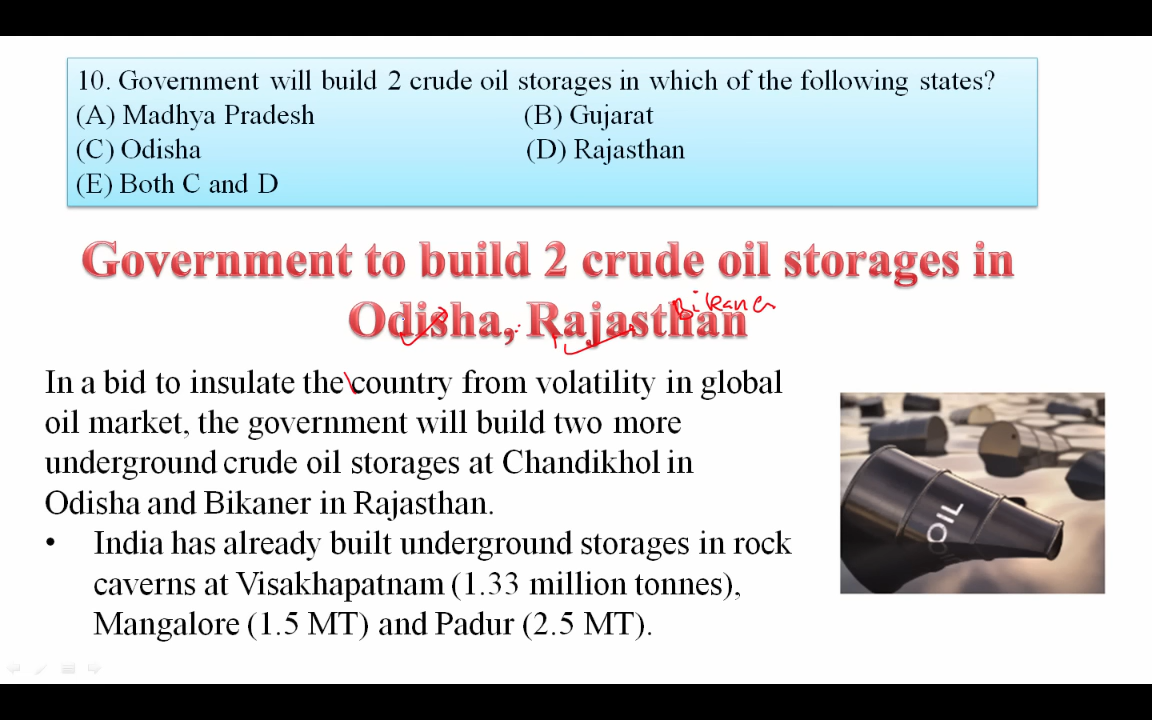 10. Government will build 2 crude oil storages in which of the following states?
(A) Madhya Pradesh (B) Gujarat
(C) Odisha (D) Rajasthan
(E) Both C and D
Government to build 2 crude oil storages in
Odisha, Rajasthan
Bikaner
In a bid to insulate the country from volatility in global
oil market, the government will build two more
underground crude oil storages at Chandikhol in
Odisha and Bikaner in Rajasthan.
• India has already built underground storages in rock
caverns at Visakhapatnam (1.33 million tonnes),
Mangalore (1.5 MT) and Padur (2.5 MT).
OIL